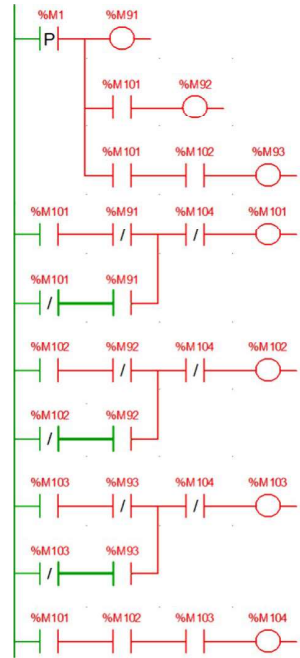 %M1 %M91
P
%M101 %M92
%M101 %M102 %M93
%M101 %M91 %M104 %M101
/ /
%M101 %M91
/
%M102 %M92 %M104 %M102
/ /
%M102 %M92
/
%M103 %M93 %M104 %M103
/ /
%M103 %M93
/
%M101 %M102 %M103 %M104